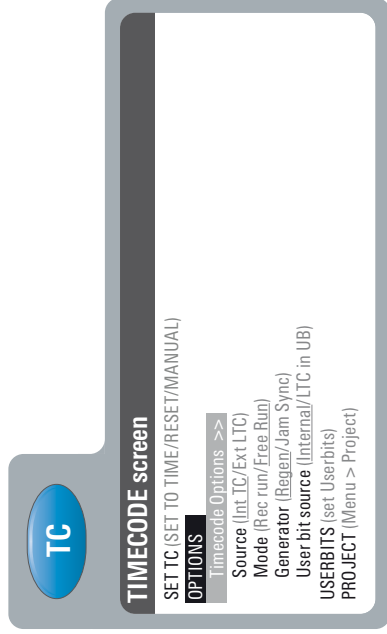 TC
TIMECODE screen
SET TC (SET TO TIME/RESET/MANUAL)
OPTIONS
Timecode Options >>
Source (Int TC/Ext LTC)
Mode (Rec run/Free Run)
Generator (Regen/Jam Sync)
User bit source (Internal/LTC in UB)
USERBITS (set Userbits)
PROJECT (Menu > Project)